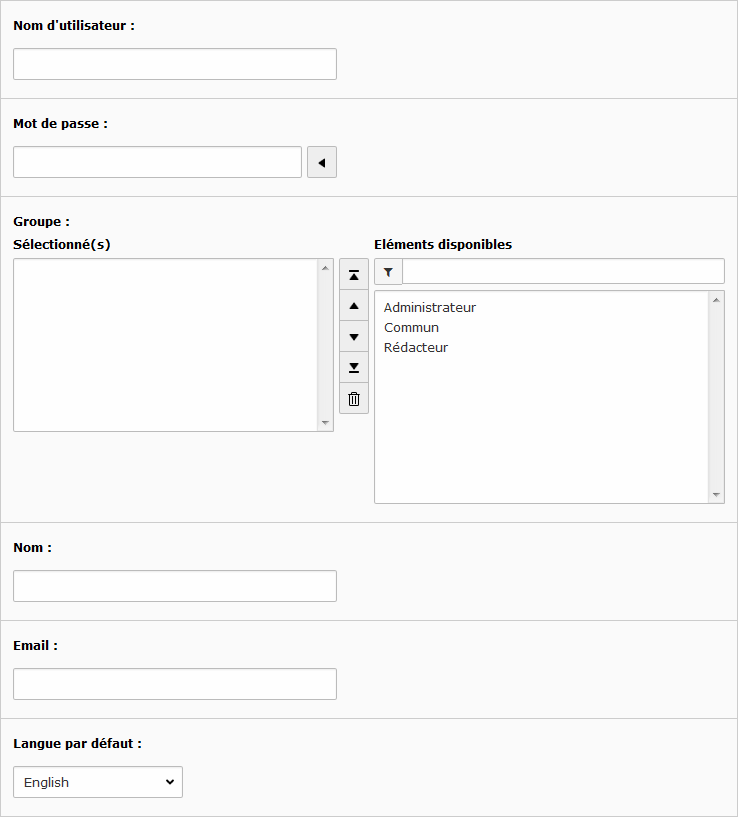 Nom d'utilisateur :
Mot de passe :
Groupe :
Sélectionné(s)
Eléments disponibles
Administrateur
Commun
Rédacteur
Nom :
Email :
Langue par défaut :
English